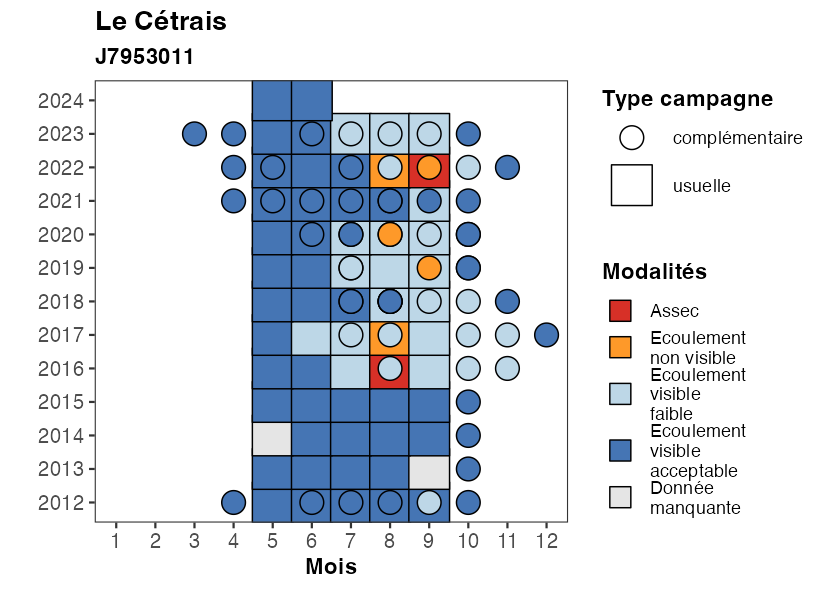 Le Cétrais
J7953011
2024
2023
2022
2021
2020
2019
2018
2017
2016
2015
2014
2013
2012
1 2 3 4 5 6 7 8 9 10 11 12
Mois
Type campagne
complémentaire
usuelle
Modalités
Assec
Ecoulement
non visible
Ecoulement
visible
faible
Ecoulement
visible
acceptable
Donnée
manquante